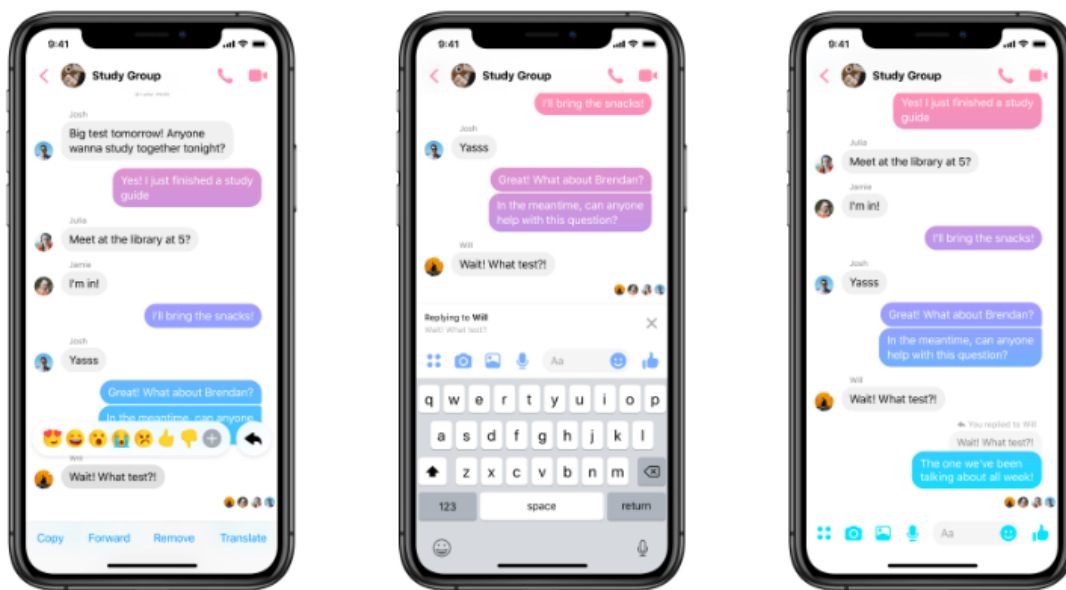 9:41
Study Group
Josh
Big test tomorrow! Anyone
wanna study together tonight?
Yes! I just finished a study
guide
Julia
Meet at the library at 5?
Jamie
I'm in!
I'll bring the snacks!
Josh
Yasss
Great! What about Brendan?
In the meantime, can anyone
Will
Wait! What test?!
Copy Forward Remove Translate
9:41
Study Group
I'll bring the snacks!
Josh
Yasss
Great! What about Brendan?
In the meantime, can anyone
help with this question?
Will
Wait! What test?!
Replying to Will
Wait! What test?
Aa
q w e r t y u i o p
a s d f g h j k l
z x c v b n m
123 space return
9:41
Study Group
Yes! I just finished a study
guide
Julia
Meet at the library at 5?
Jamie
I'm in!
I'll bring the snacks!
Josh
Yasss
Great! What about Brendan?
In the meantime, can anyone
help with this question?
Will
Wait! What test?!
You replied to Will
Wait! What test?!
The one we've been
talking about all week!
Aa